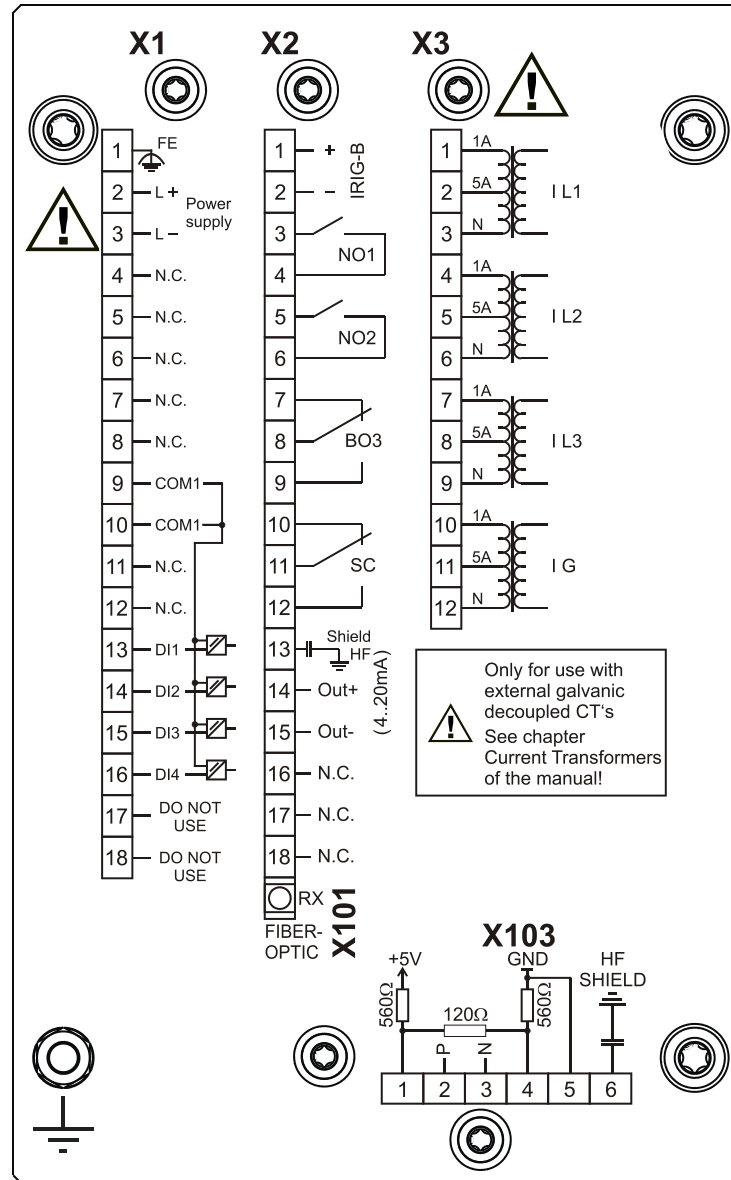 X1
1 FE
2 L+ Power
supply
3 L–
4 N.C.
5 N.C.
6 N.C.
7 N.C.
8 N.C.
9 COM1
10 COM1
11 N.C.
12 N.C.
13 DI1
14 DI2
15 DI3
16 DI4
17 DO NOT
USE
18 DO NOT
USE
X2
1 +
2 –
IRIG-B
3
NO1
4
5
NO2
6
7
8 BO3
9
10
11 SC
12
13 Shield
HF
14 Out+
15 Out-
(4..20mA)
16 N.C.
17 N.C.
18 N.C.
RX
X101
FIBER-
OPTIC
X3
!
1 1A
2 5A I L1
3 N
4 1A
5 5A I L2
6 N
7 1A
8 5A I L3
9 N
10 1A
11 5A I G
12 N
!
!
Only for use with
external galvanic
decoupled CT‘s
See chapter
Current Transformers
of the manual!
X103
+5V GND HF
SHIELD
560Ω 120Ω 560Ω
P N
1 2 3 4 5 6